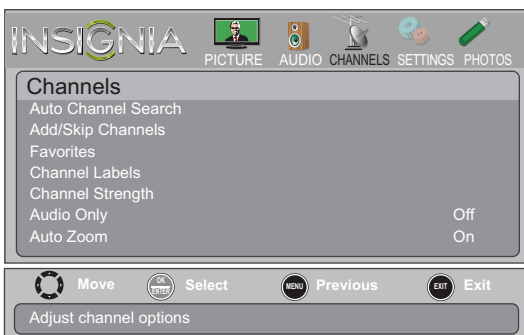 INSIGNIA
PICTURE AUDIO CHANNELS SETTINGS PHOTOS
Channels
Auto Channel Search
Add/Skip Channels
Favorites
Channel Labels
Channel Strength
Audio Only Off
Auto Zoom On
Move OK ENTER Select MENU Previous EXIT Exit
Adjust channel options